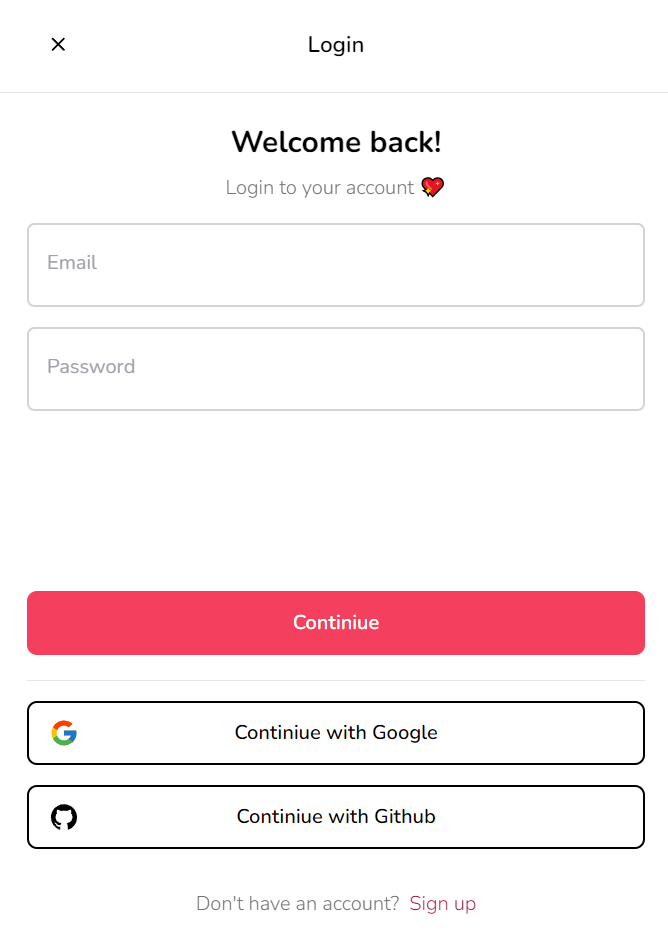 Login
Welcome back!
Login to your account 💖
Email
Password
Continiue
Continiue with Google
Continiue with Github
Don't have an account? Sign up